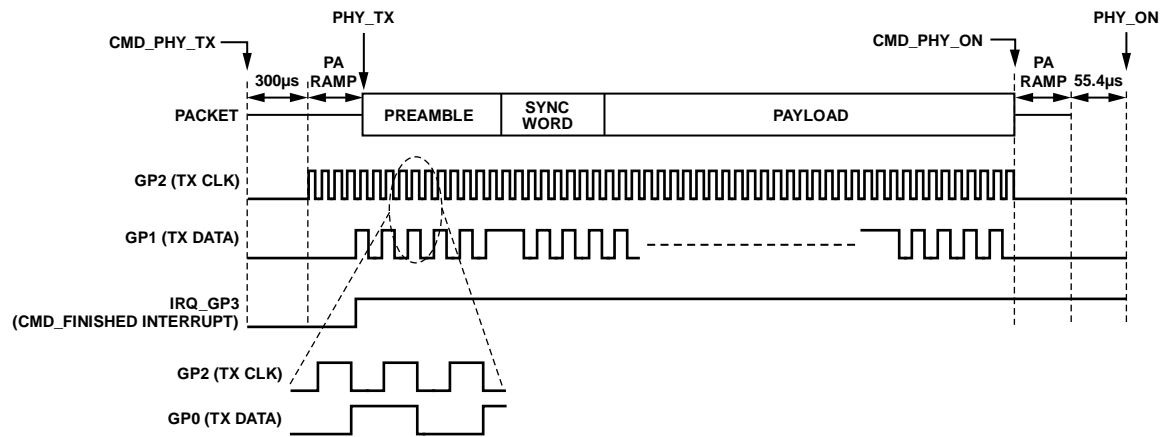 PHY_TX
PHY_ON
CMD_PHY_TX
CMD_PHY_ON
300µs
PA
RAMP
PA
RAMP
55.4µs
PACKET
PREAMBLE
SYNC
WORD
PAYLOAD
GP2 (TX CLK)
GP1 (TX DATA)
IRQ_GP3
(CMD_FINISHED INTERRUPT)
GP2 (TX CLK)
GP0 (TX DATA)